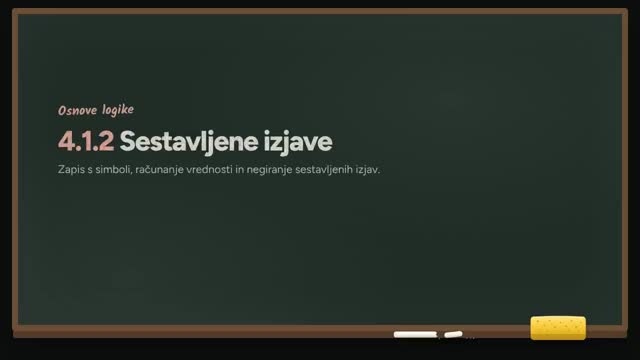 Osnove logike
4.1.2 Sestavljene izjave
Zapis s simboli, računanje vrednosti in negiranje sestavljenih izjav.